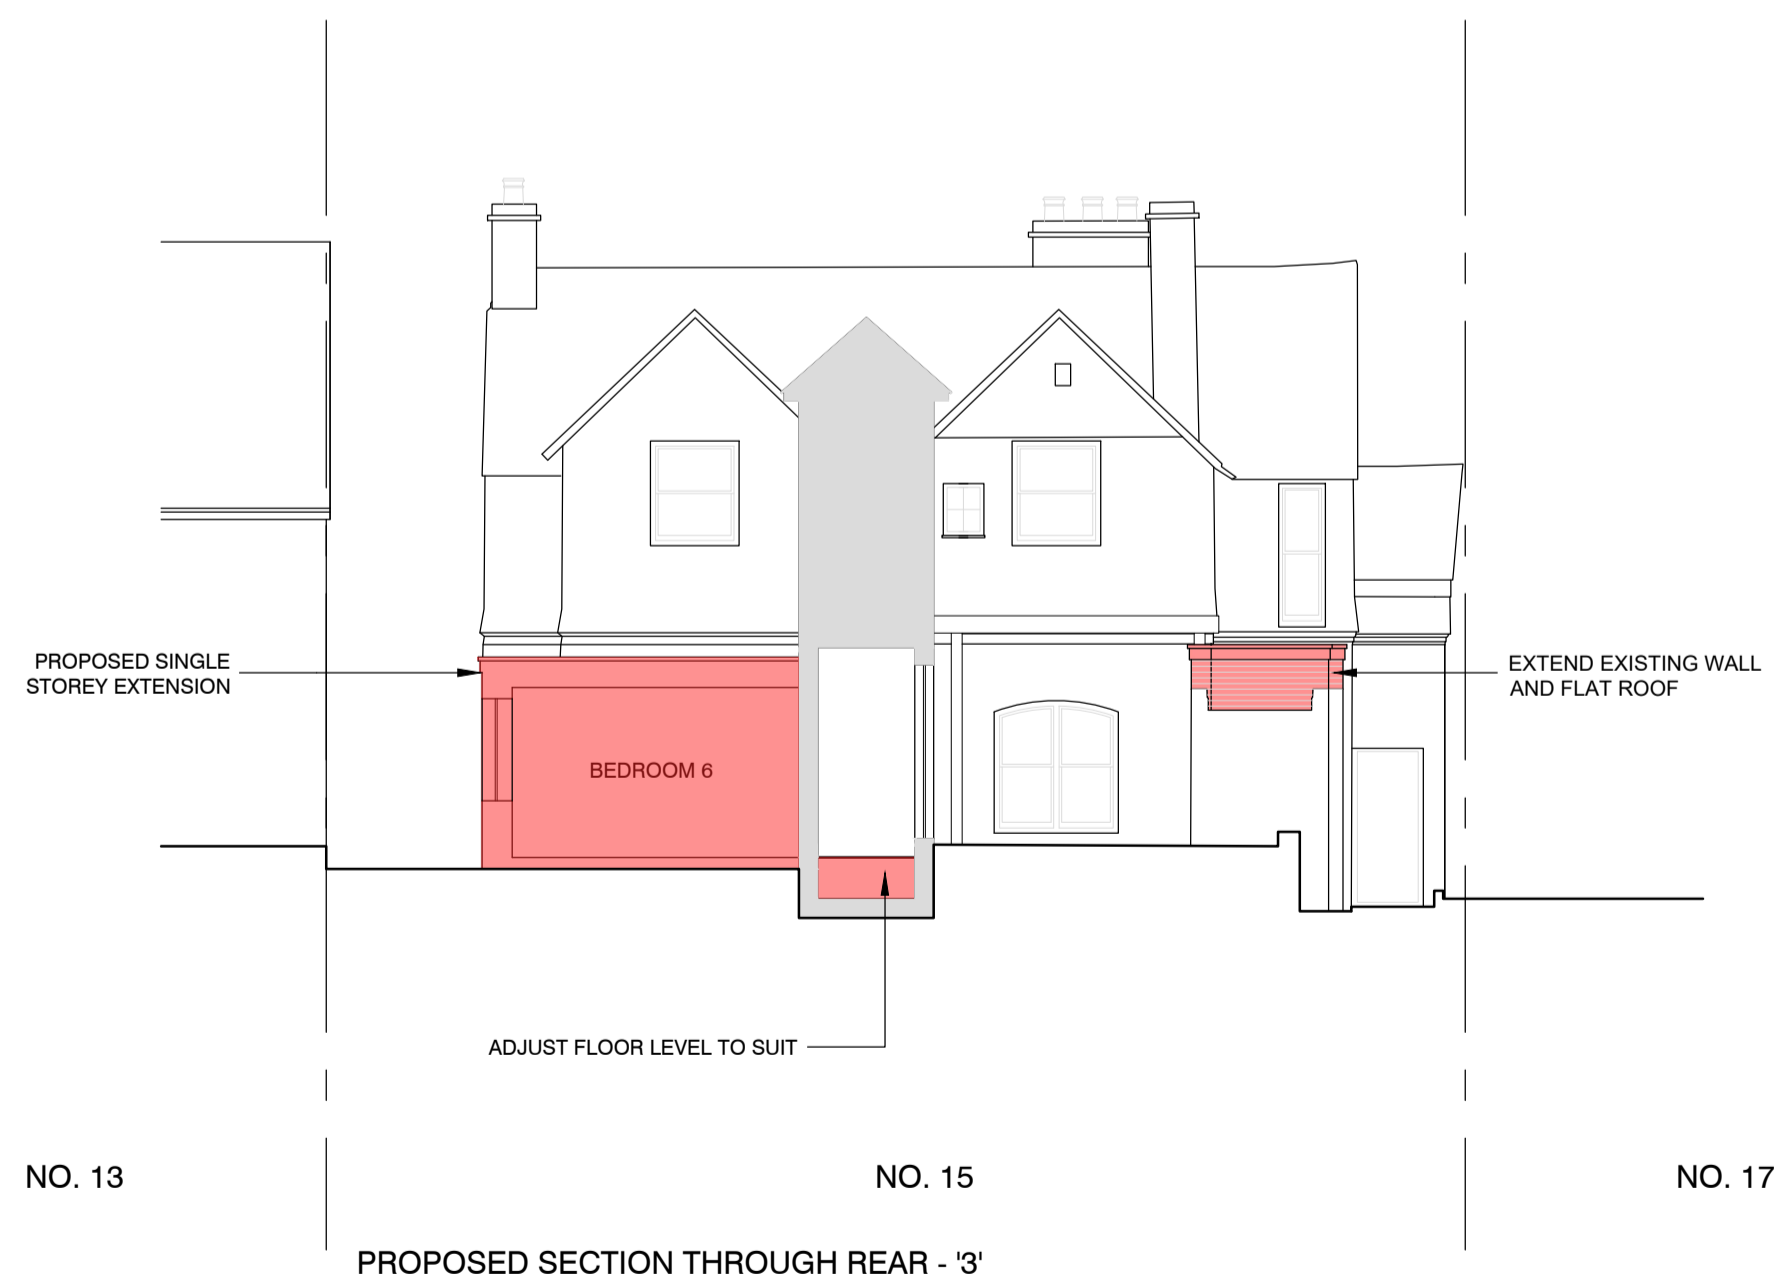 PROPOSED SINGLE
STOREY EXTENSION
EXTEND EXISTING WALL
AND FLAT ROOF
BEDROOM 6
ADJUST FLOOR LEVEL TO SUIT
NO. 13
NO. 15
NO. 17
PROPOSED SECTION THROUGH REAR - '3'